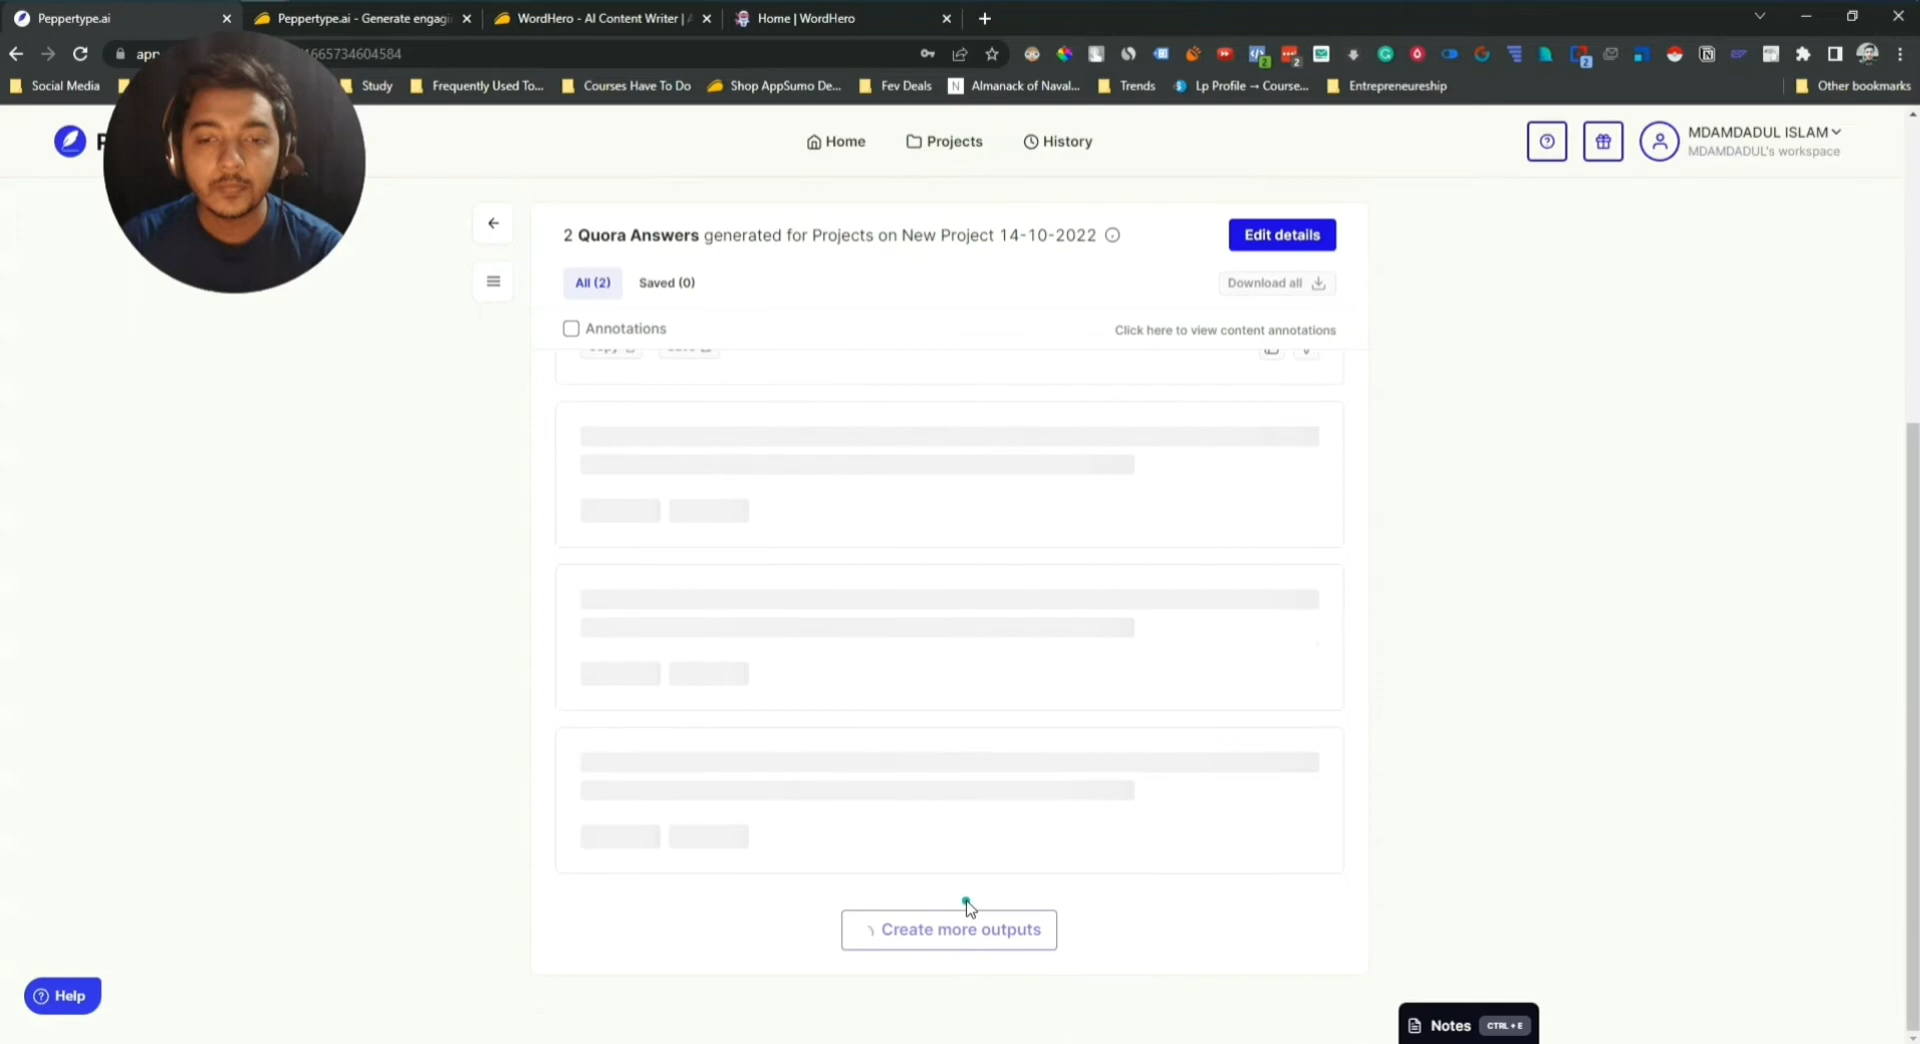 Peppertype.ai
Peppertype.ai - Generate engagi
WordHero - AI Content Writer | A
Home | WordHero
app
1665734604584
2
2
2
Social Media
Study
Frequently Used To...
Courses Have To Do
Shop AppSumo De...
Fev Deals
N Almanack of Naval...
Trends
Lp Profile → Course...
Entrepreneureship
Other bookmarks
P
Home
Projects
History
MDAMDADUL ISLAM
MDAMDADUL's workspace
2 Quora Answers generated for Projects on New Project 14-10-2022
Edit details
All (2)
Saved (0)
Download all
Annotations
Click here to view content annotations
Create more outputs
Help
Notes CTRL + E